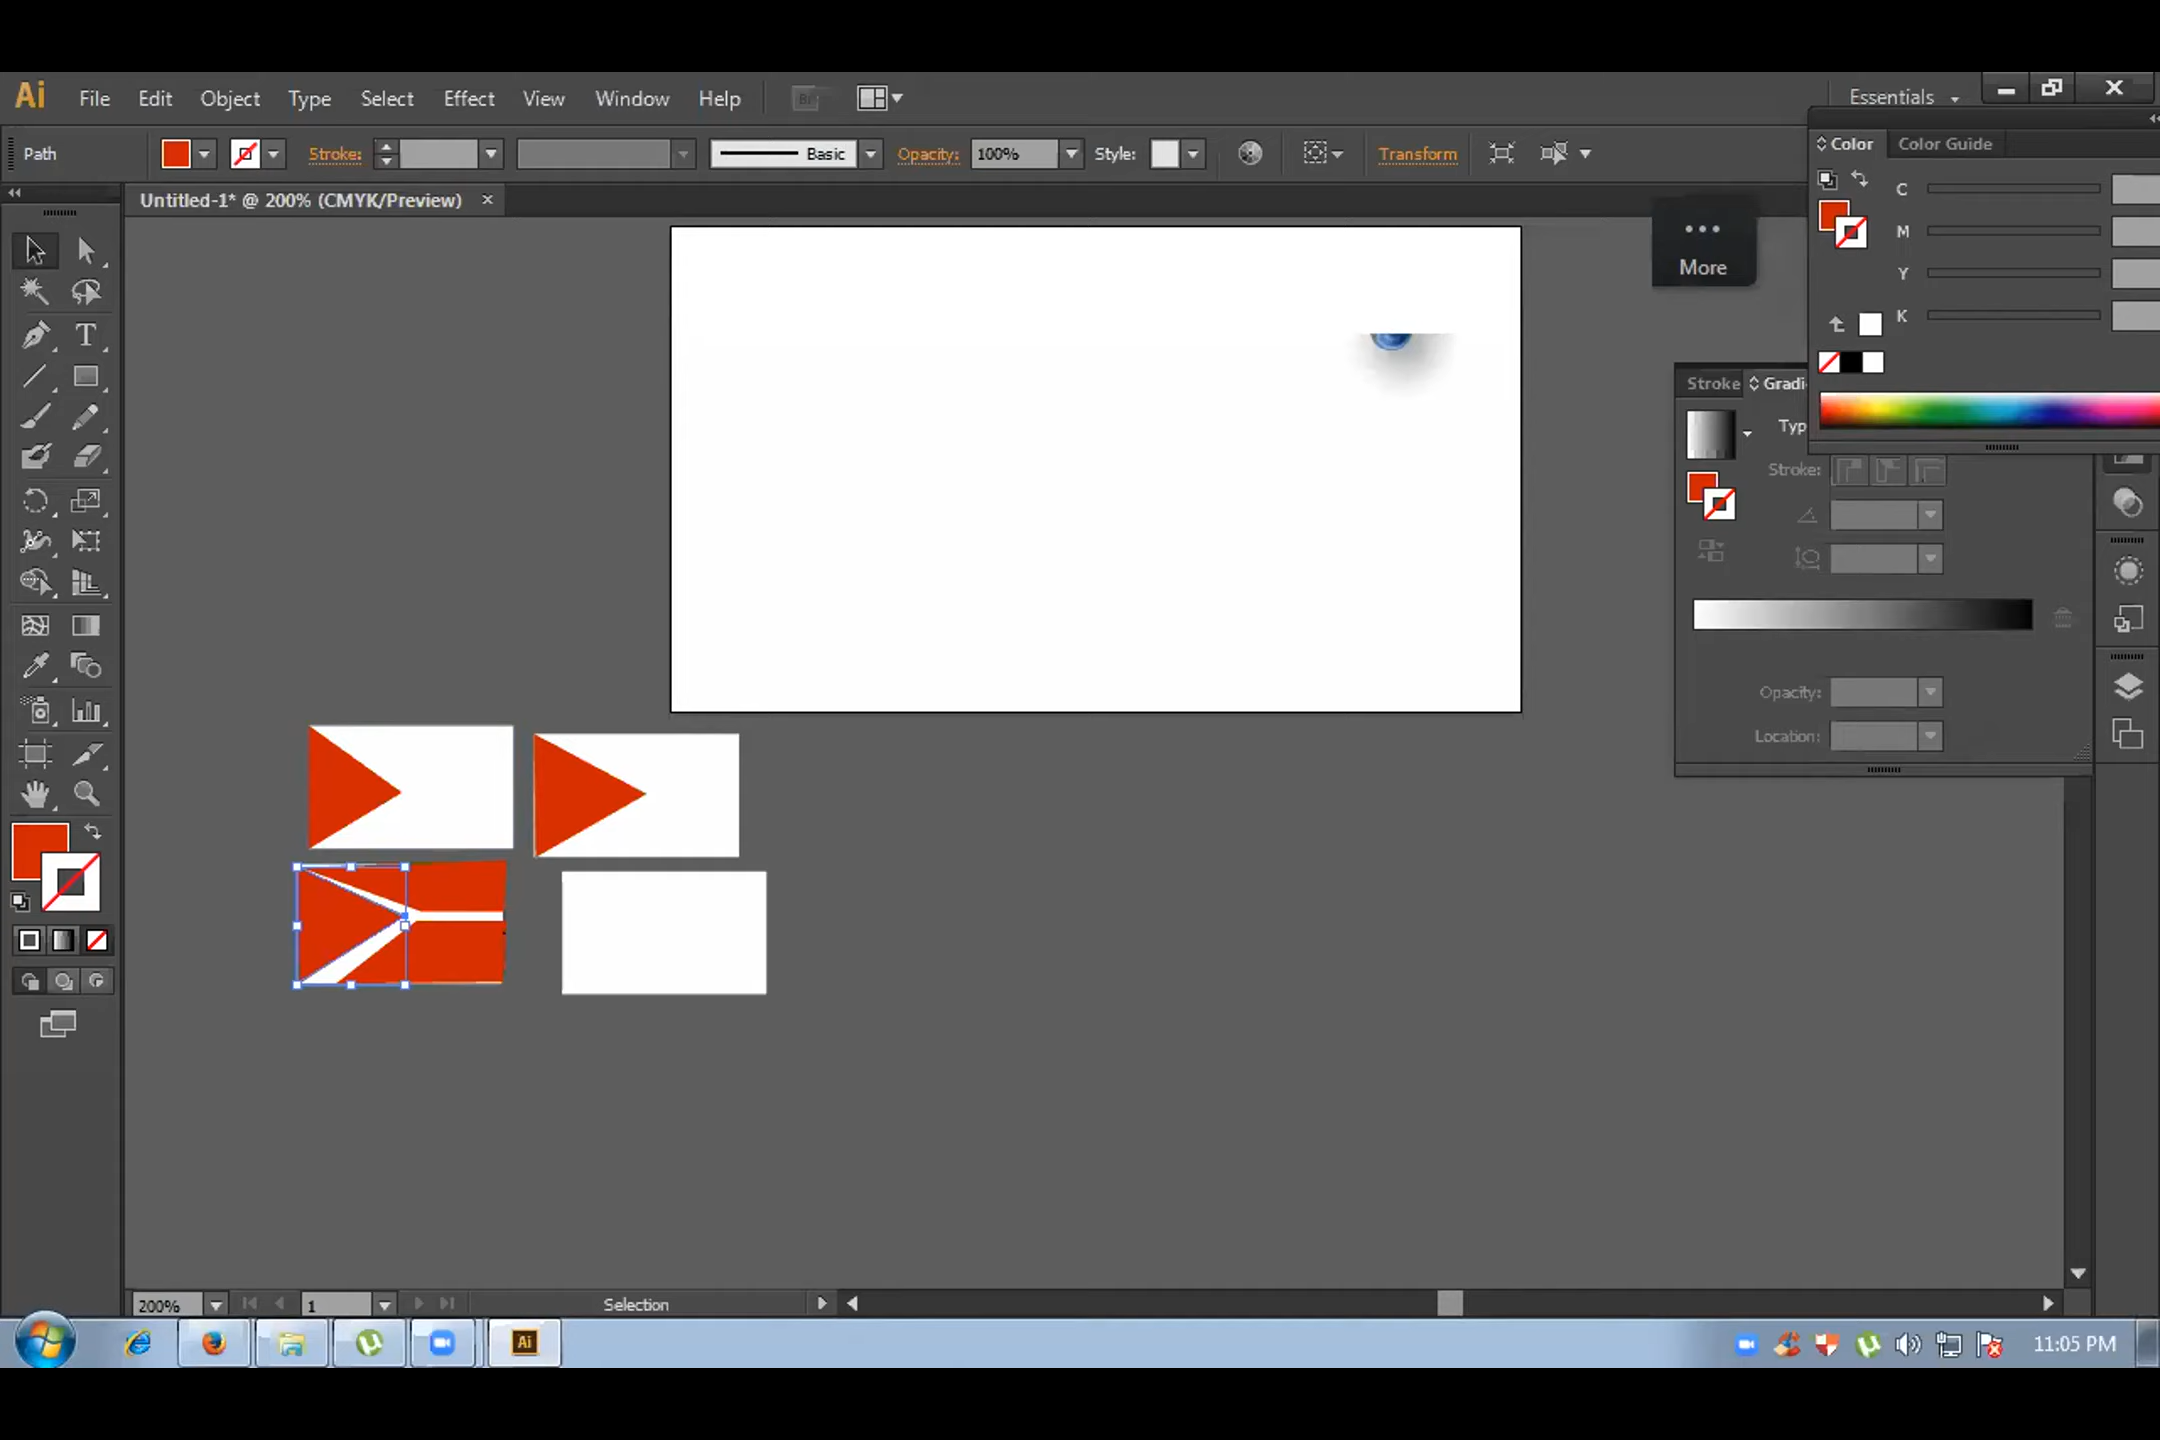 Ai File Edit Object Type Select Effect View Window Help Br Essentials
Path Stroke: Basic Opacity: 100% Style: Transform
Color Color Guide
Untitled-1* @ 200% (CMYK/Preview) ×
C
M
Y
K
More
Stroke Gradi
Typ
Stroke:
Opacity:
Location:
T
200% 1 Selection
Ai 11:05 PM